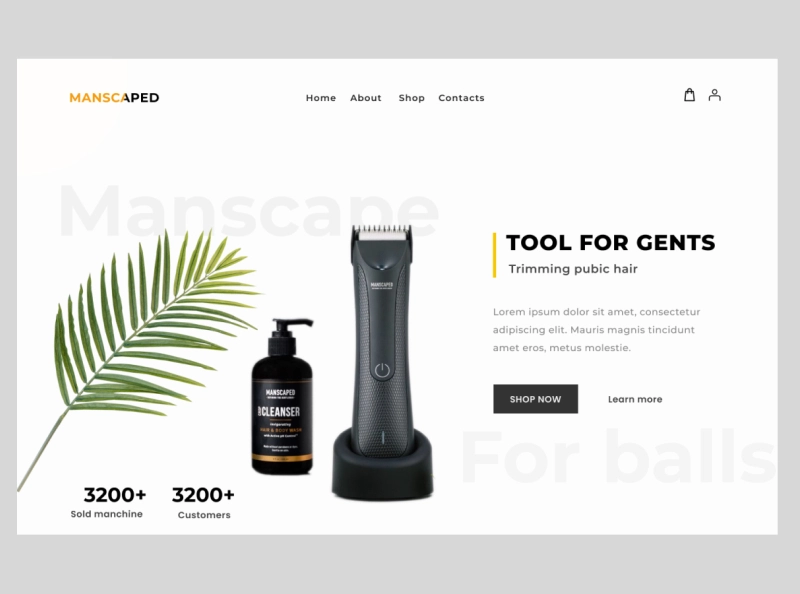 MANSCAPED
Home About Shop Contacts
Manscape
TOOL FOR GENTS
Trimming pubic hair
Lorem ipsum dolor sit amet, consectetur
adipiscing elit. Mauris magnis tincidunt
amet eros, metus molestie.
SHOP NOW Learn more
For balls
MANSCAPED
MANSCAPED
CLEANSER
invigorating
HAIR & BODY WASH
3200+ 3200+
Sold manchine Customers